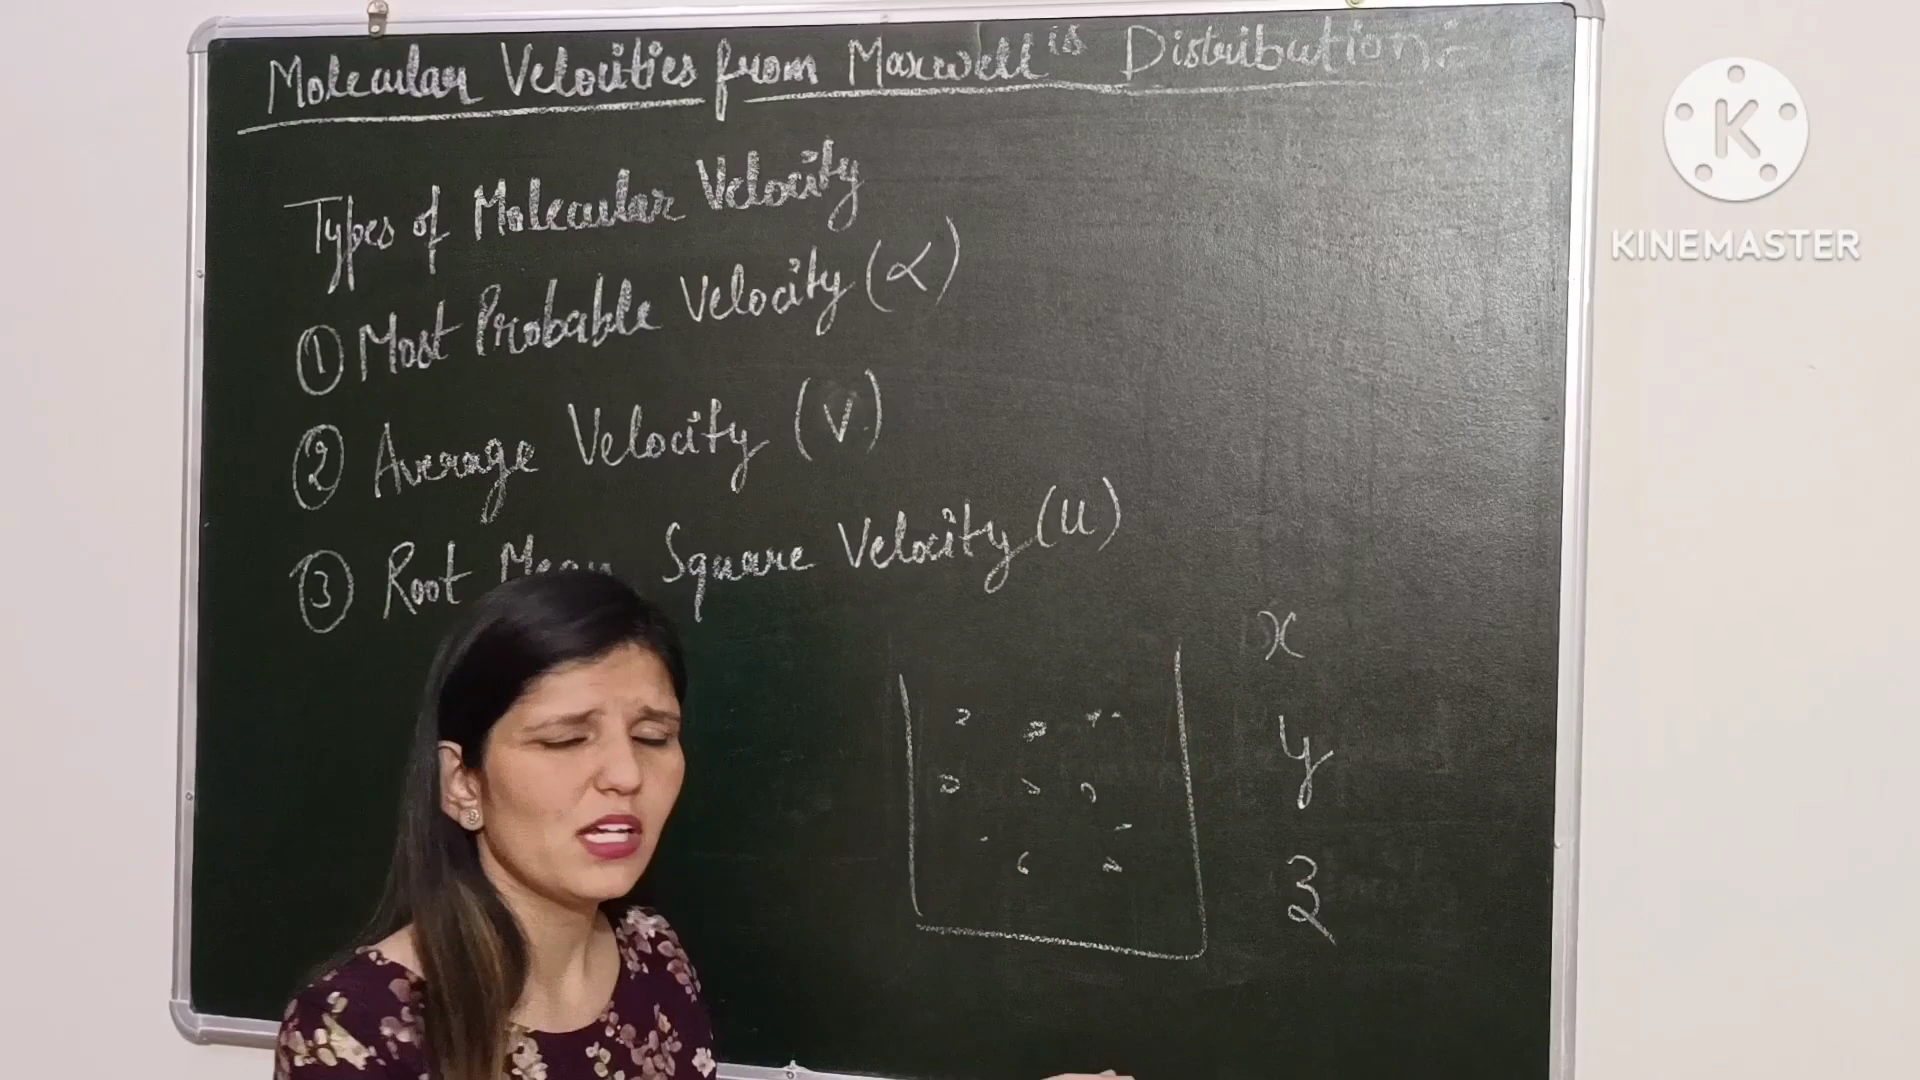 Molecular Velocities from Maxwell's Distribution:
Types of Molecular Velocity
① Most Probable Velocity (α)
② Average Velocity (V)
③ Root Mean Square Velocity (u)
x
y
z
K
KINEMASTER